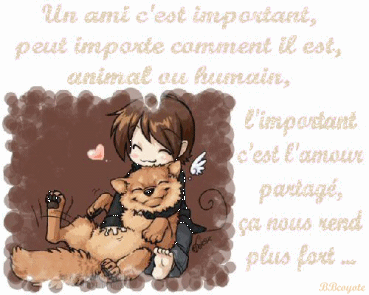 Un ami c'est important,
peut importe comment il est,
animal ou humain,
l'important
c'est l'amour
partagé,
ça nous rend
plus fort ...
BBcoyote